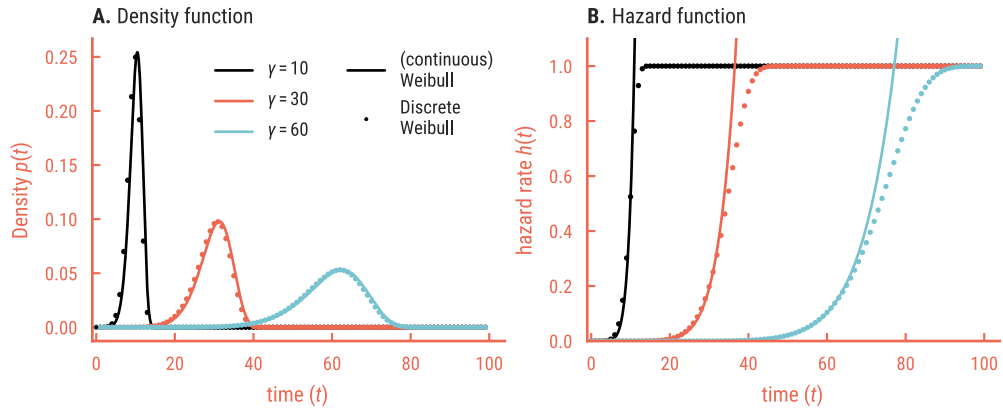 A. Density function
0.25
0.20
0.15
0.10
0.05
0.00
Density p(t)
0
20
40
60
80
100
time (t)
γ = 10
γ = 30
γ = 60
(continuous)
Weibull
Discrete
Weibull
B. Hazard function
1.0
0.8
0.6
0.4
0.2
0.0
hazard rate h(t)
0
20
40
60
80
100
time (t)